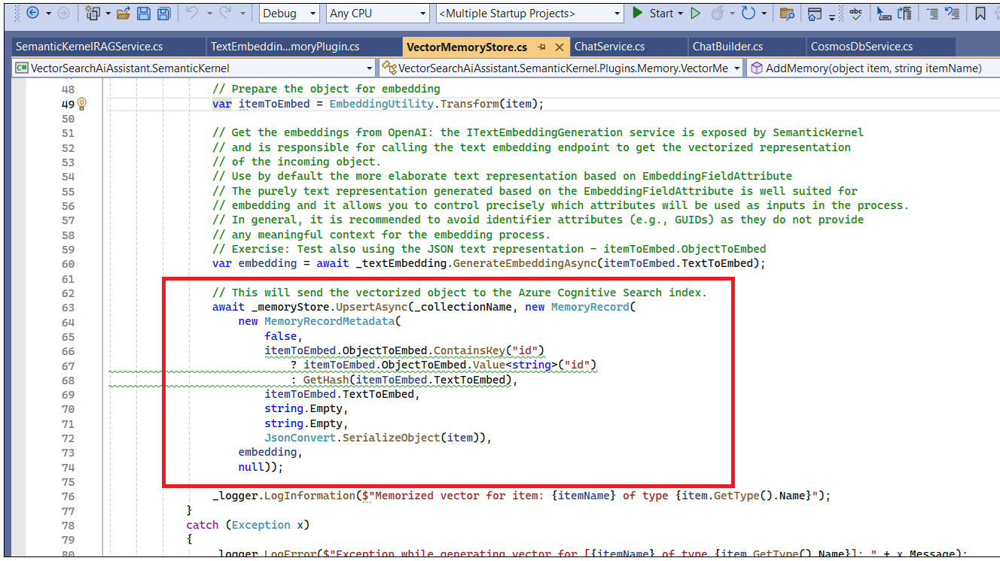 Debug Any CPU <Multiple Startup Projects> Start abc
SemanticKernelRAGService.cs TextEmbeddin...moryPlugin.cs VectorMemoryStore.cs ChatService.cs ChatBuilder.cs CosmosDbService.cs
C# VectorSearchAiAssistant.SemanticKernel VectorSearchAiAssistant.SemanticKernel.Plugins.Memory.VectorMe AddMemory(object item, string itemName)
48 // Prepare the object for embedding
49 var itemToEmbed = EmbeddingUtility.Transform(item);
50
51 // Get the embeddings from OpenAI: the ITextEmbeddingGeneration service is exposed by SemanticKernel
52 // and is responsible for calling the text embedding endpoint to get the vectorized representation
53 // of the incoming object.
54 // Use by default the more elaborate text representation based on EmbeddingFieldAttribute
55 // The purely text representation generated based on the EmbeddingFieldAttribute is well suited for
56 // embedding and it allows you to control precisely which attributes will be used as inputs in the process.
57 // In general, it is recommended to avoid identifier attributes (e.g., GUIDs) as they do not provide
58 // any meaningful context for the embedding process.
59 // Exercise: Test also using the JSON text representation - itemToEmbed.ObjectToEmbed
60 var embedding = await _textEmbedding.GenerateEmbeddingAsync(itemToEmbed.TextToEmbed);
61
62 // This will send the vectorized object to the Azure Cognitive Search index.
63 await _memoryStore.UpsertAsync(_collectionName, new MemoryRecord(
64 new MemoryRecordMetadata(
65 false,
66 itemToEmbed.ObjectToEmbed.ContainsKey("id")
67 ? itemToEmbed.ObjectToEmbed.Value<string>("id")
68 : GetHash(itemToEmbed.TextToEmbed),
69 itemToEmbed.TextToEmbed,
70 string.Empty,
71 string.Empty,
72 JsonConvert.SerializeObject(item)),
73 embedding,
74 null));
75
76 _logger.LogInformation($"Memorized vector for item: {itemName} of type {item.GetType().Name}");
77 }
78 catch (Exception x)
79 {
80 _logger.LogError($"Exception while generating vector for [{itemName} of type {item.GetType().Name}]: " + x.Message);